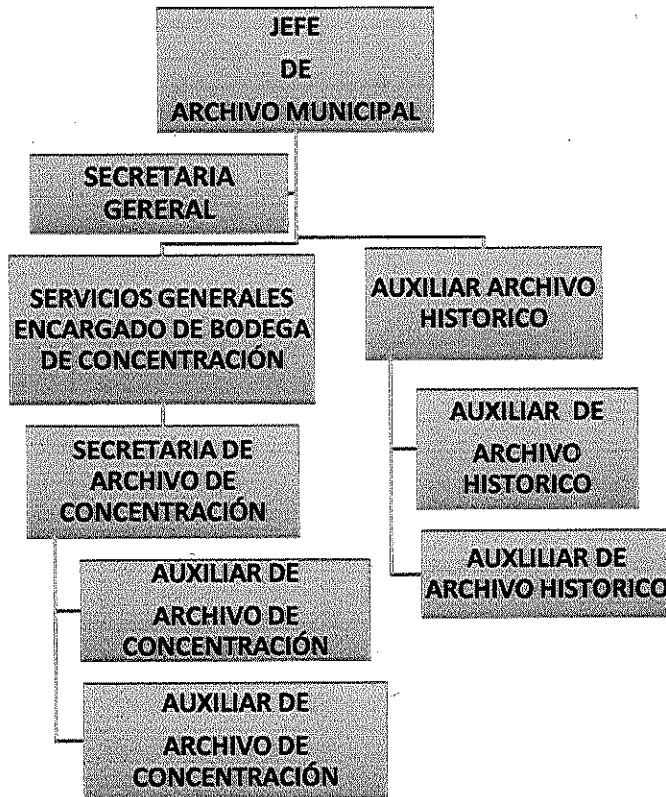 JEFE
DE
ARCHIVO MUNICIPAL
SECRETARIA
GERERAL
SERVICIOS GENERALES
ENCARGADO DE BODEGA
DE CONCENTRACIÓN
SECRETARIA DE
ARCHIVO DE
CONCENTRACIÓN
AUXILIAR DE
ARCHIVO DE
CONCENTRACIÓN
AUXILIAR DE
ARCHIVO DE
CONCENTRACIÓN
AUXILIAR ARCHIVO
HISTORICO
AUXILIAR DE
ARCHIVO
HISTORICO
AUXLILIAR DE
ARCHIVO HISTORICO